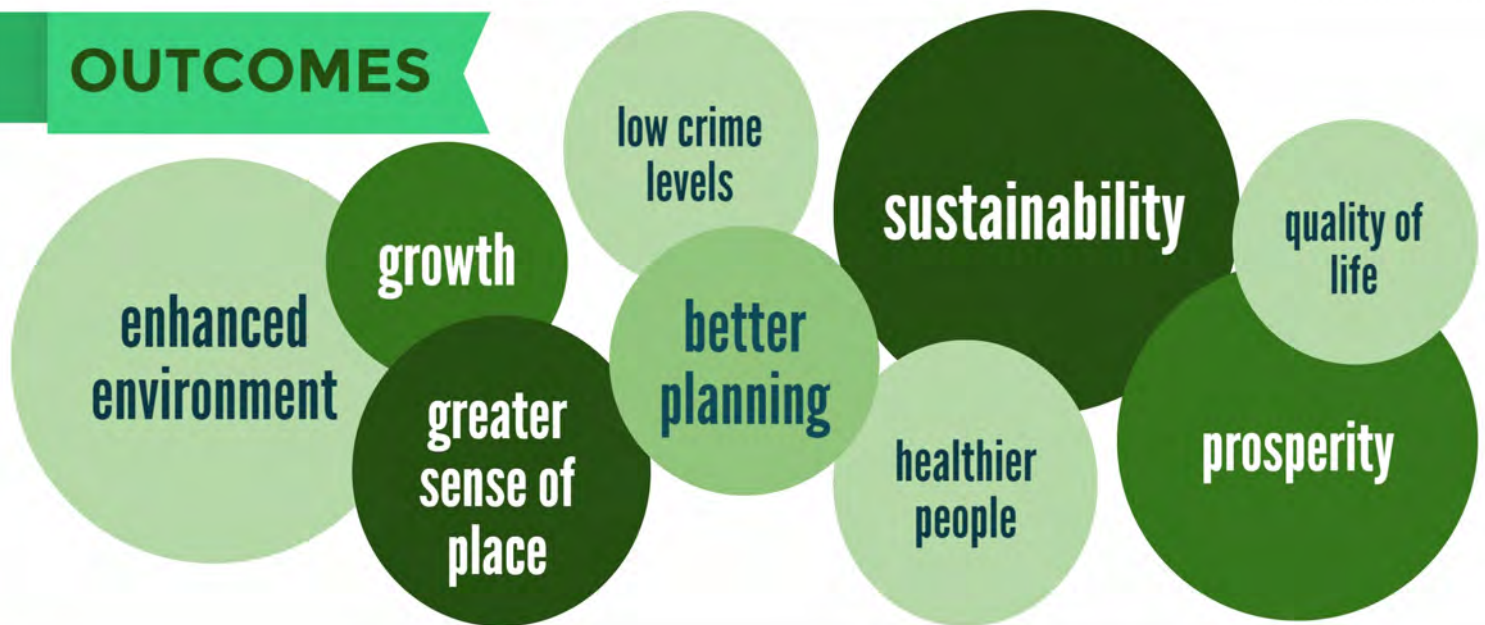 OUTCOMES
enhanced
environment
growth
greater
sense of
place
low crime
levels
better
planning
sustainability
healthier
people
quality of
life
prosperity